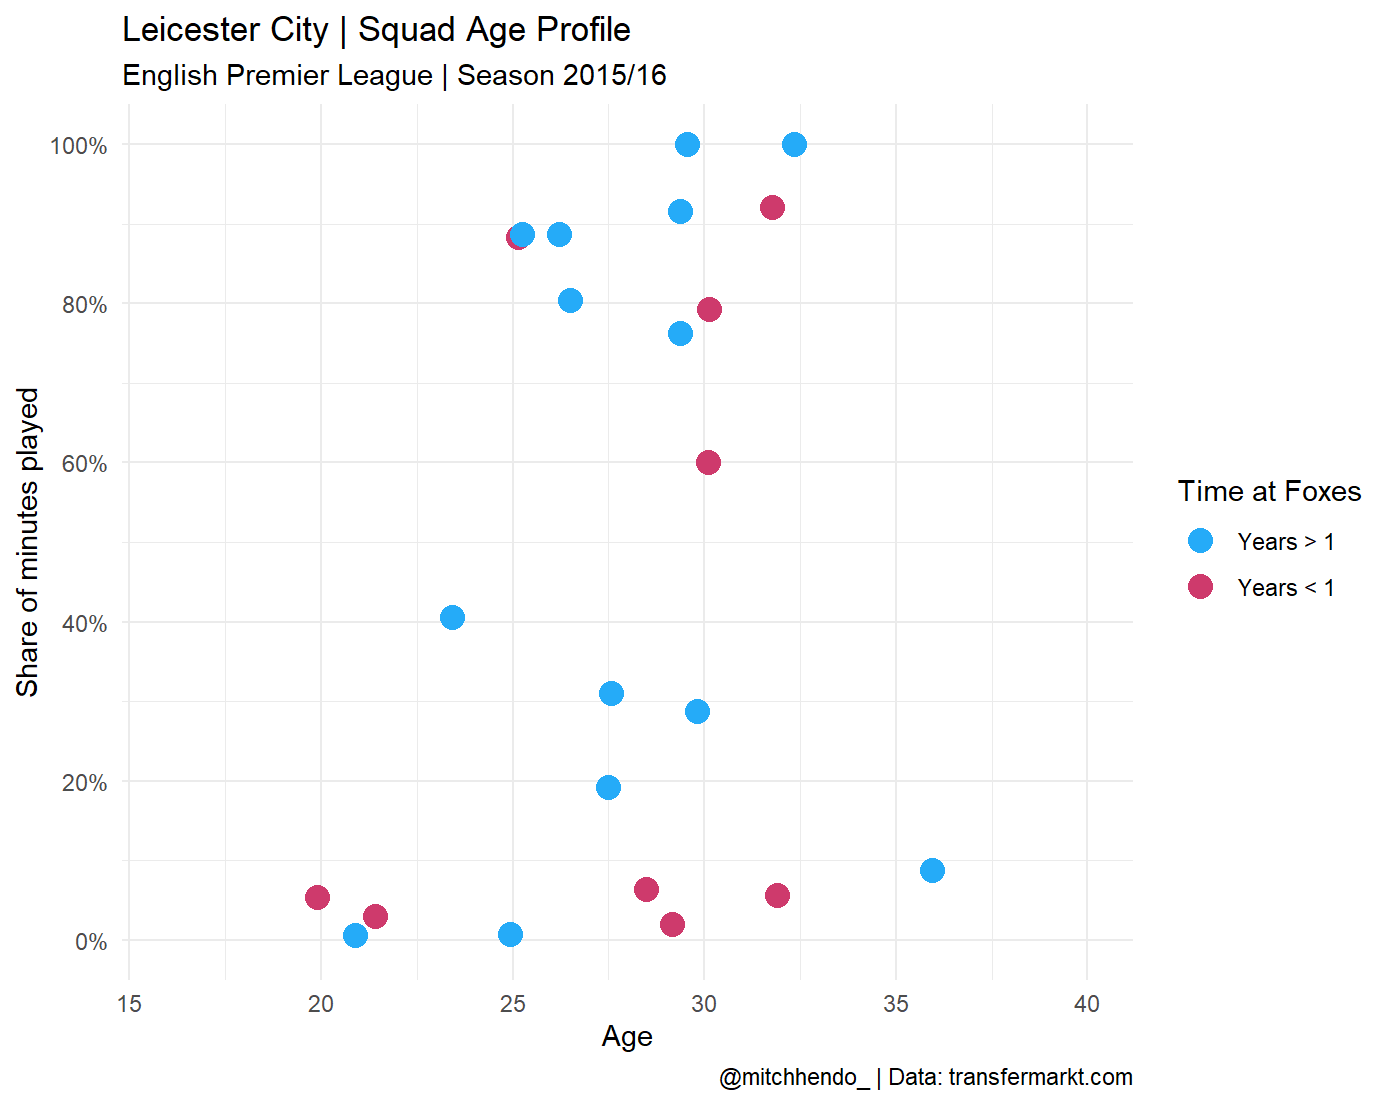 Leicester City | Squad Age Profile
English Premier League | Season 2015/16
100%
80%
60%
40%
20%
0%
Share of minutes played
15 20 25 30 35 40
Age
Time at Foxes
Years > 1
Years < 1
@mitchhendo_ | Data: transfermarkt.com